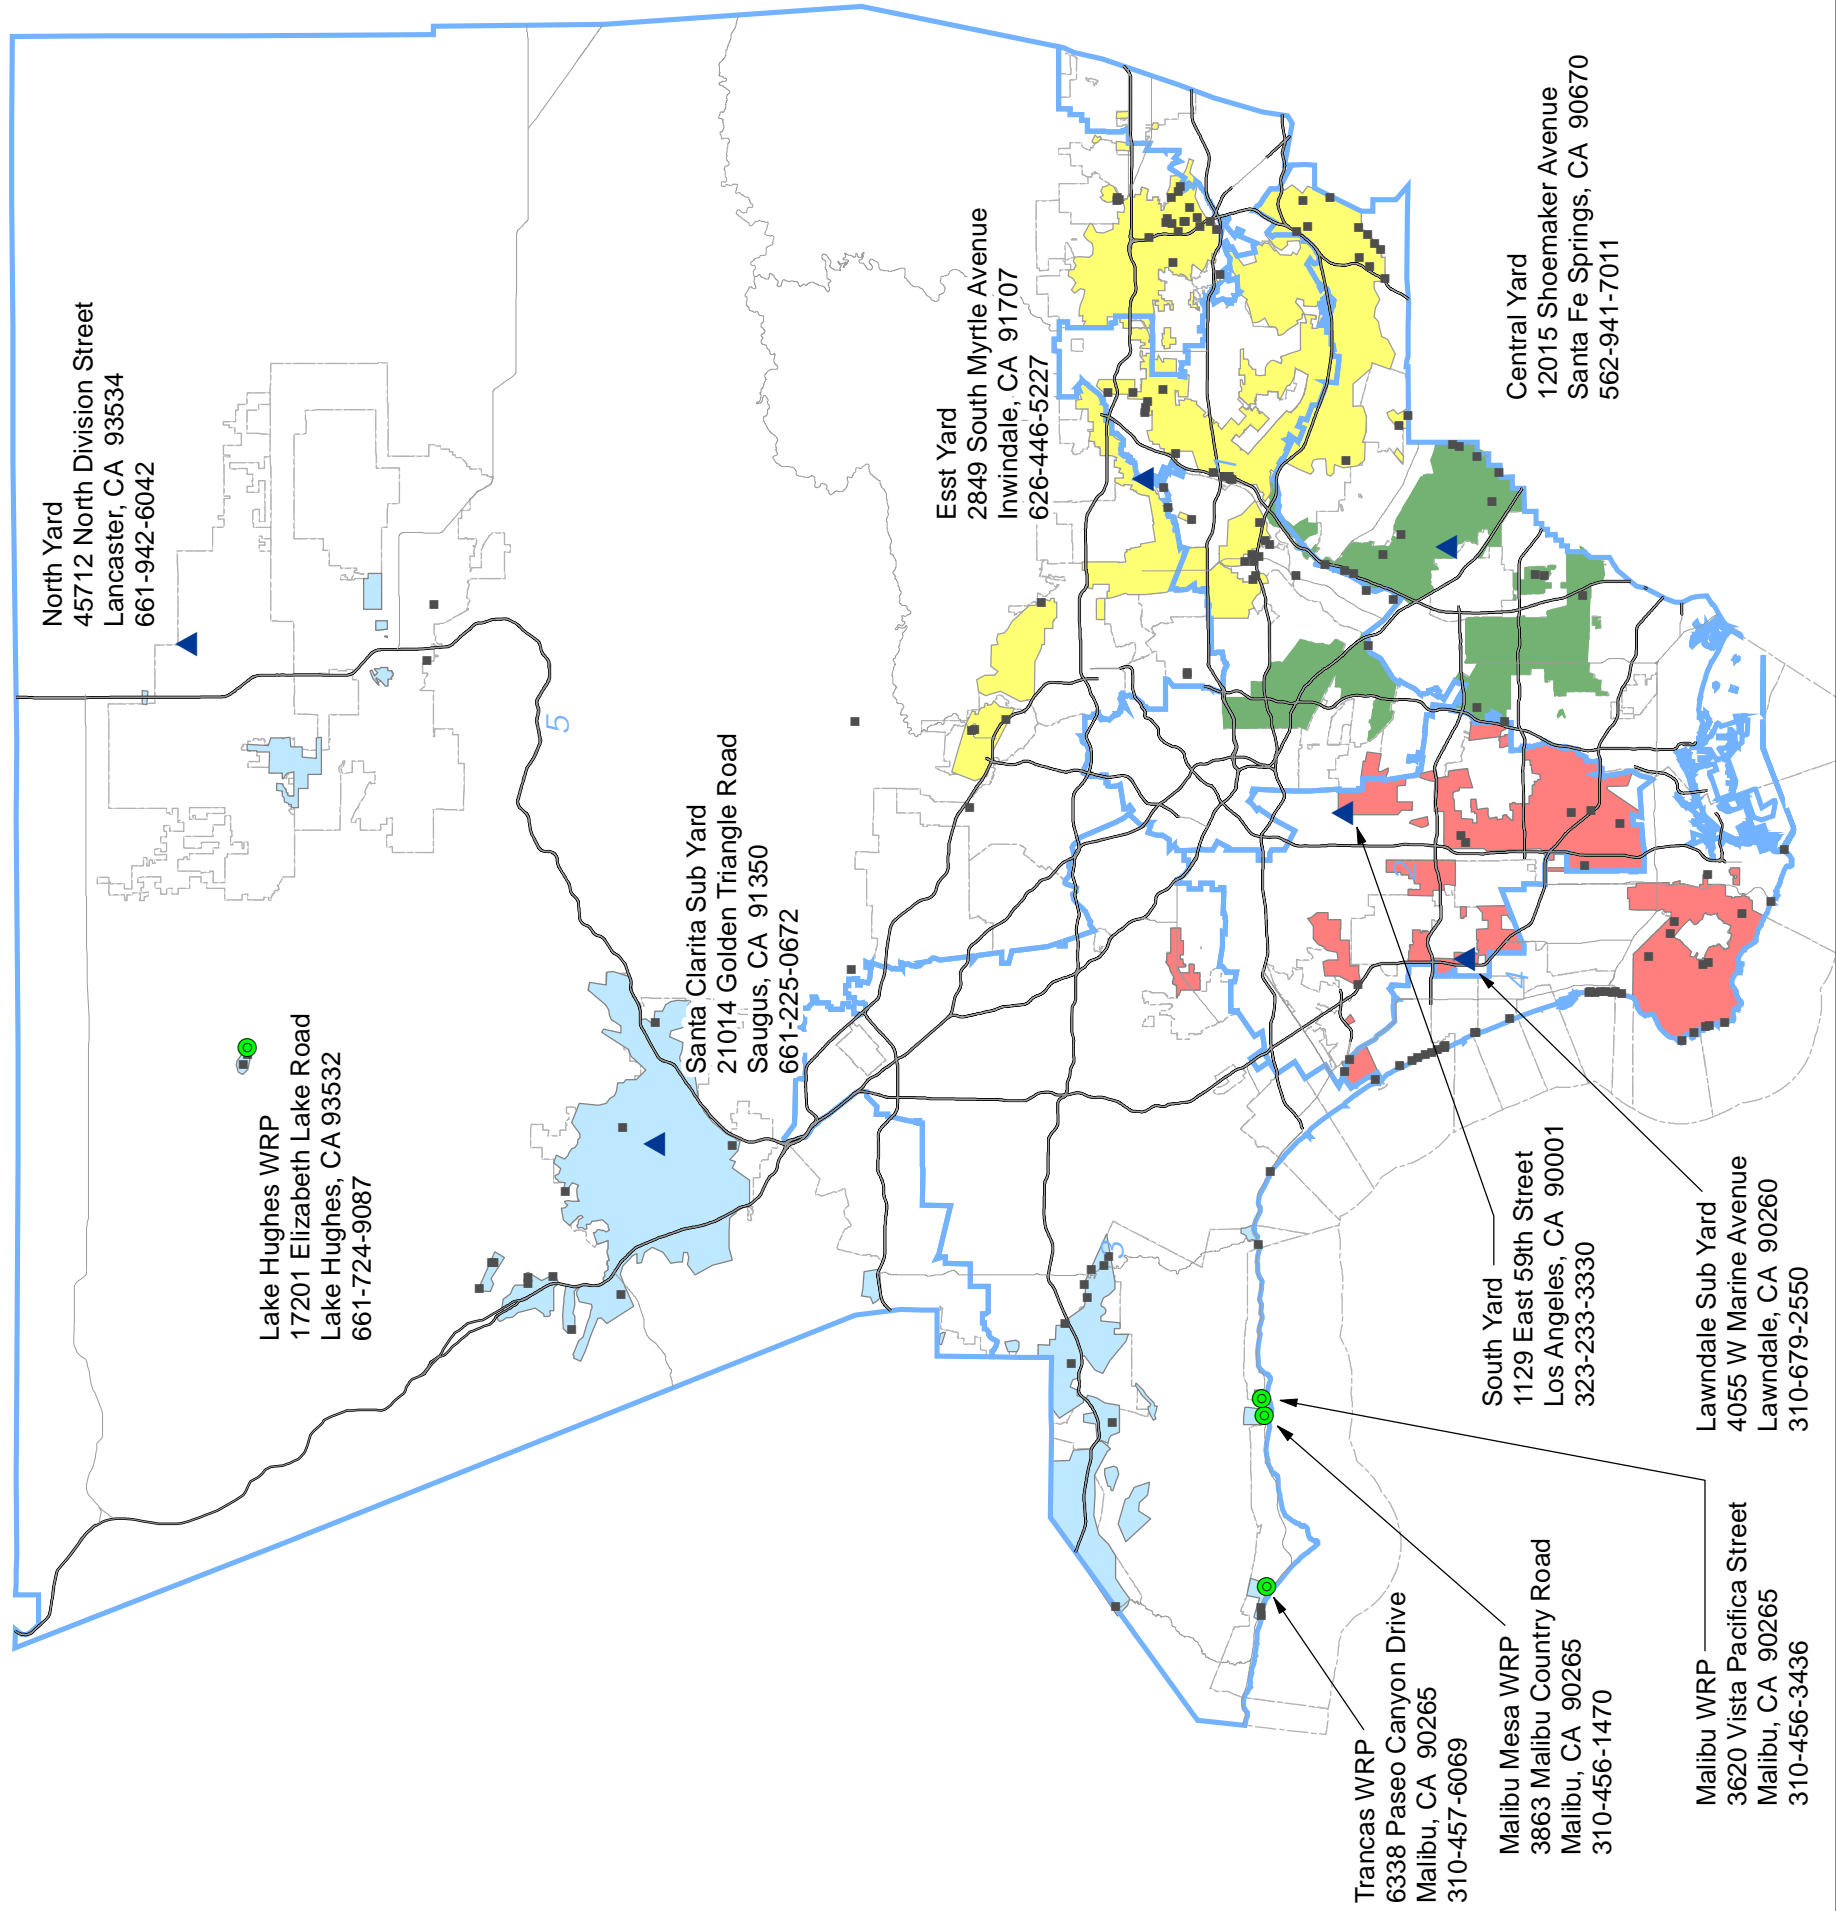 North Yard
45712 North Division Street
Lancaster, CA 93534
661-942-6042
Lake Hughes WRP
17201 Elizabeth Lake Road
Lake Hughes, CA 93532
661-724-9087
5
Santa Clarita Sub Yard
21014 Golden Triangle Road
Saugus, CA 91350
661-225-0672
Esst Yard
2849 South Myrtle Avenue
Inwindale, CA 91707
626-446-5227
1
3
2
4
Central Yard
12015 Shoemaker Avenue
Santa Fe Springs, CA 90670
562-941-7011
South Yard
1129 East 59th Street
Los Angeles, CA 90001
323-233-3330
Lawndale Sub Yard
4055 W Marine Avenue
Lawndale, CA 90260
310-679-2550
Trancas WRP
6338 Paseo Canyon Drive
Malibu, CA 90265
310-457-6069
Malibu Mesa WRP
3863 Malibu Country Road
Malibu, CA 90265
310-456-1470
Malibu WRP
3620 Vista Pacifica Street
Malibu, CA 90265
310-456-3436